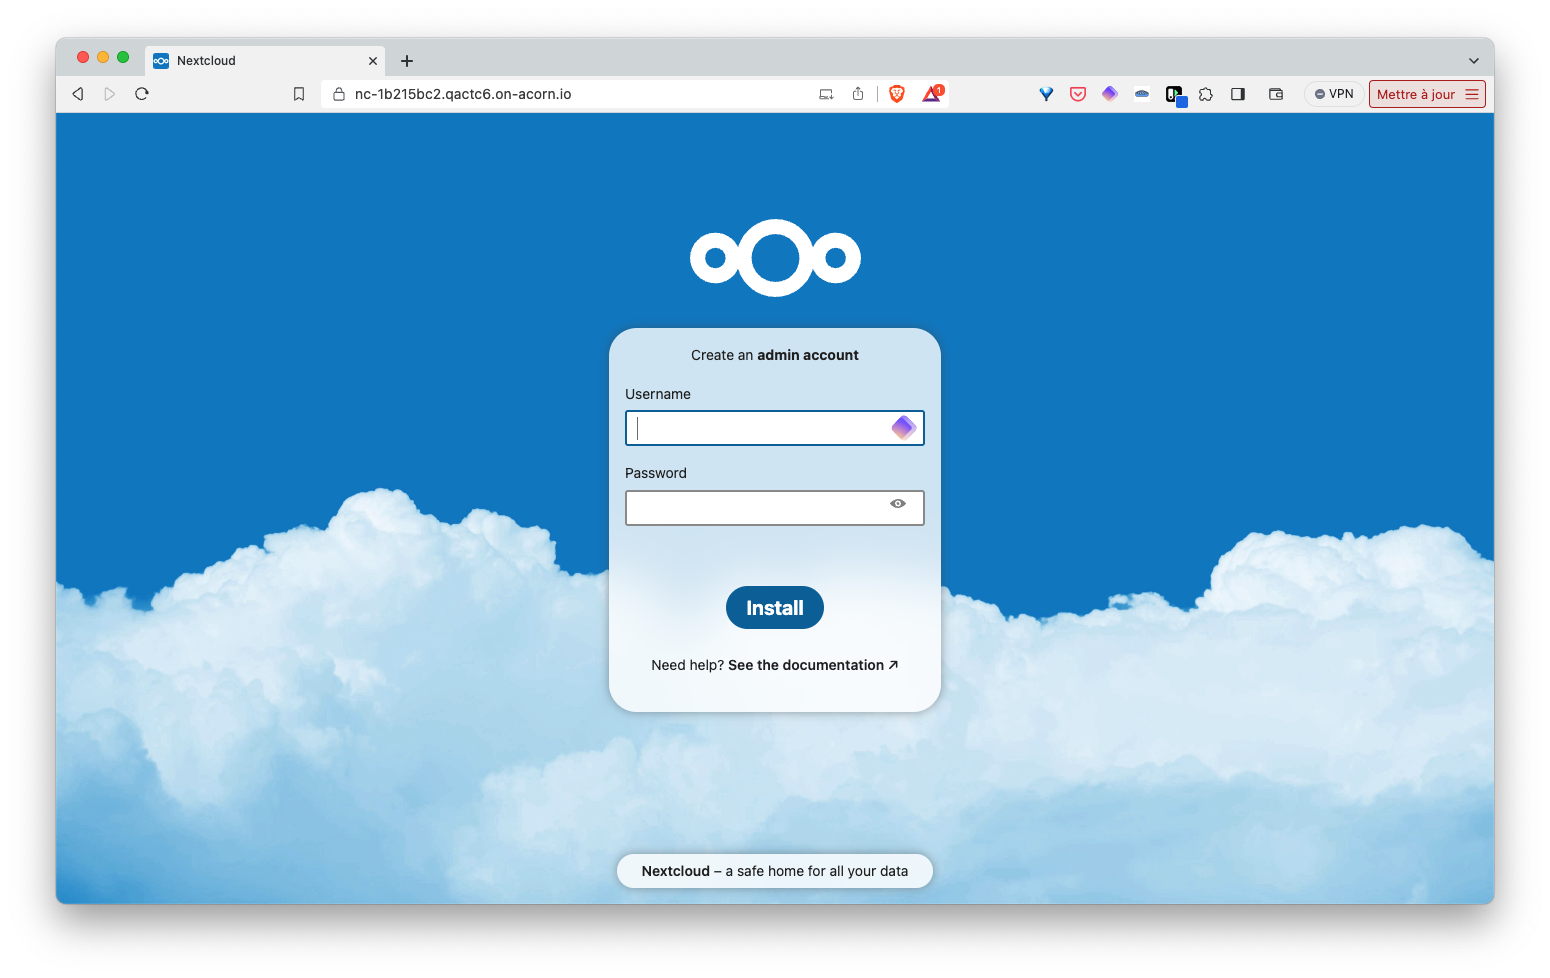 Nextcloud
nc-1b215bc2.qactc6.on-acorn.io
1
VPN
Mettre à jour
Create an admin account
Username
Password
Install
Need help? See the documentation ↗
Nextcloud – a safe home for all your data